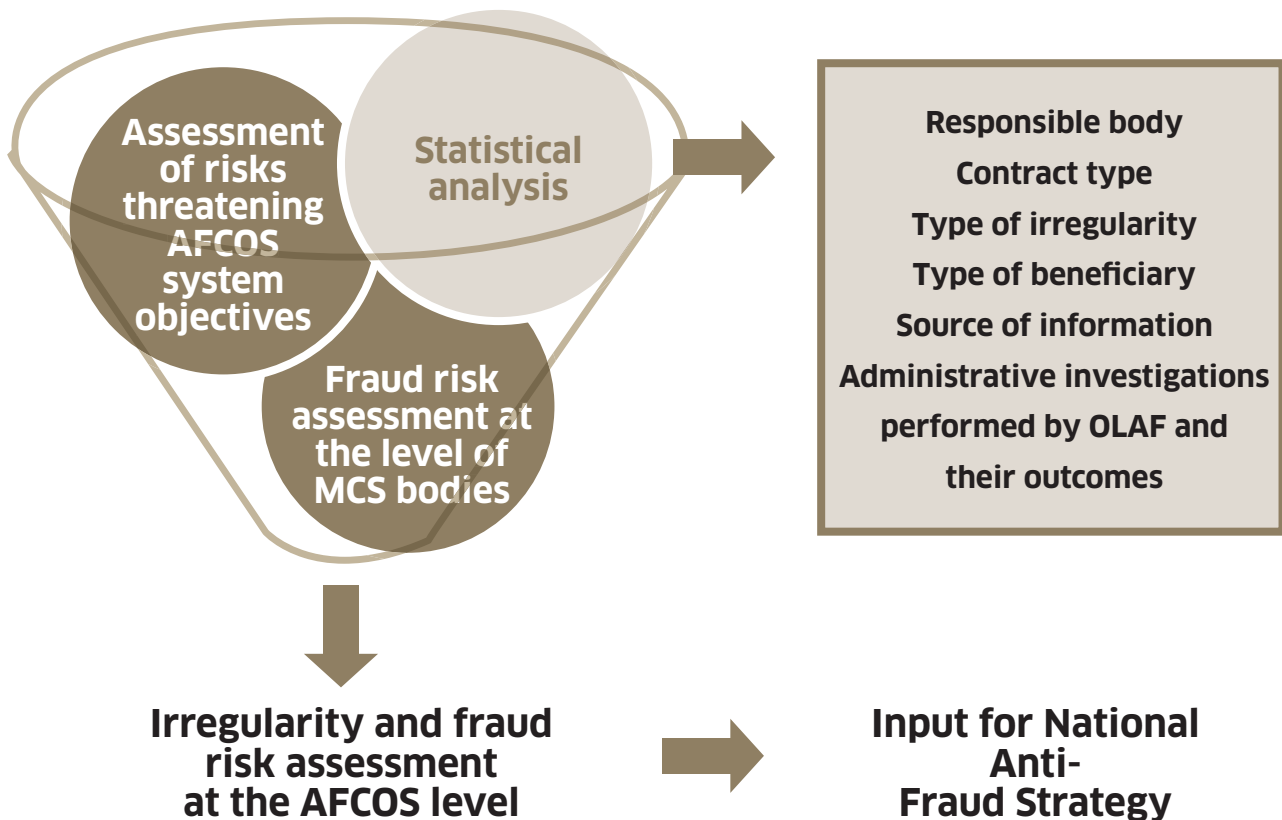 Assessment
of risks
threatening
AFCOS
system
objectives
Statistical
analysis
Fraud risk
assessment at
the level of
MCS bodies
Responsible body
Contract type
Type of irregularity
Type of beneficiary
Source of information
Administrative investigations
performed by OLAF and
their outcomes
Irregularity and fraud
risk assessment
at the AFCOS level
Input for National
Anti-
Fraud Strategy